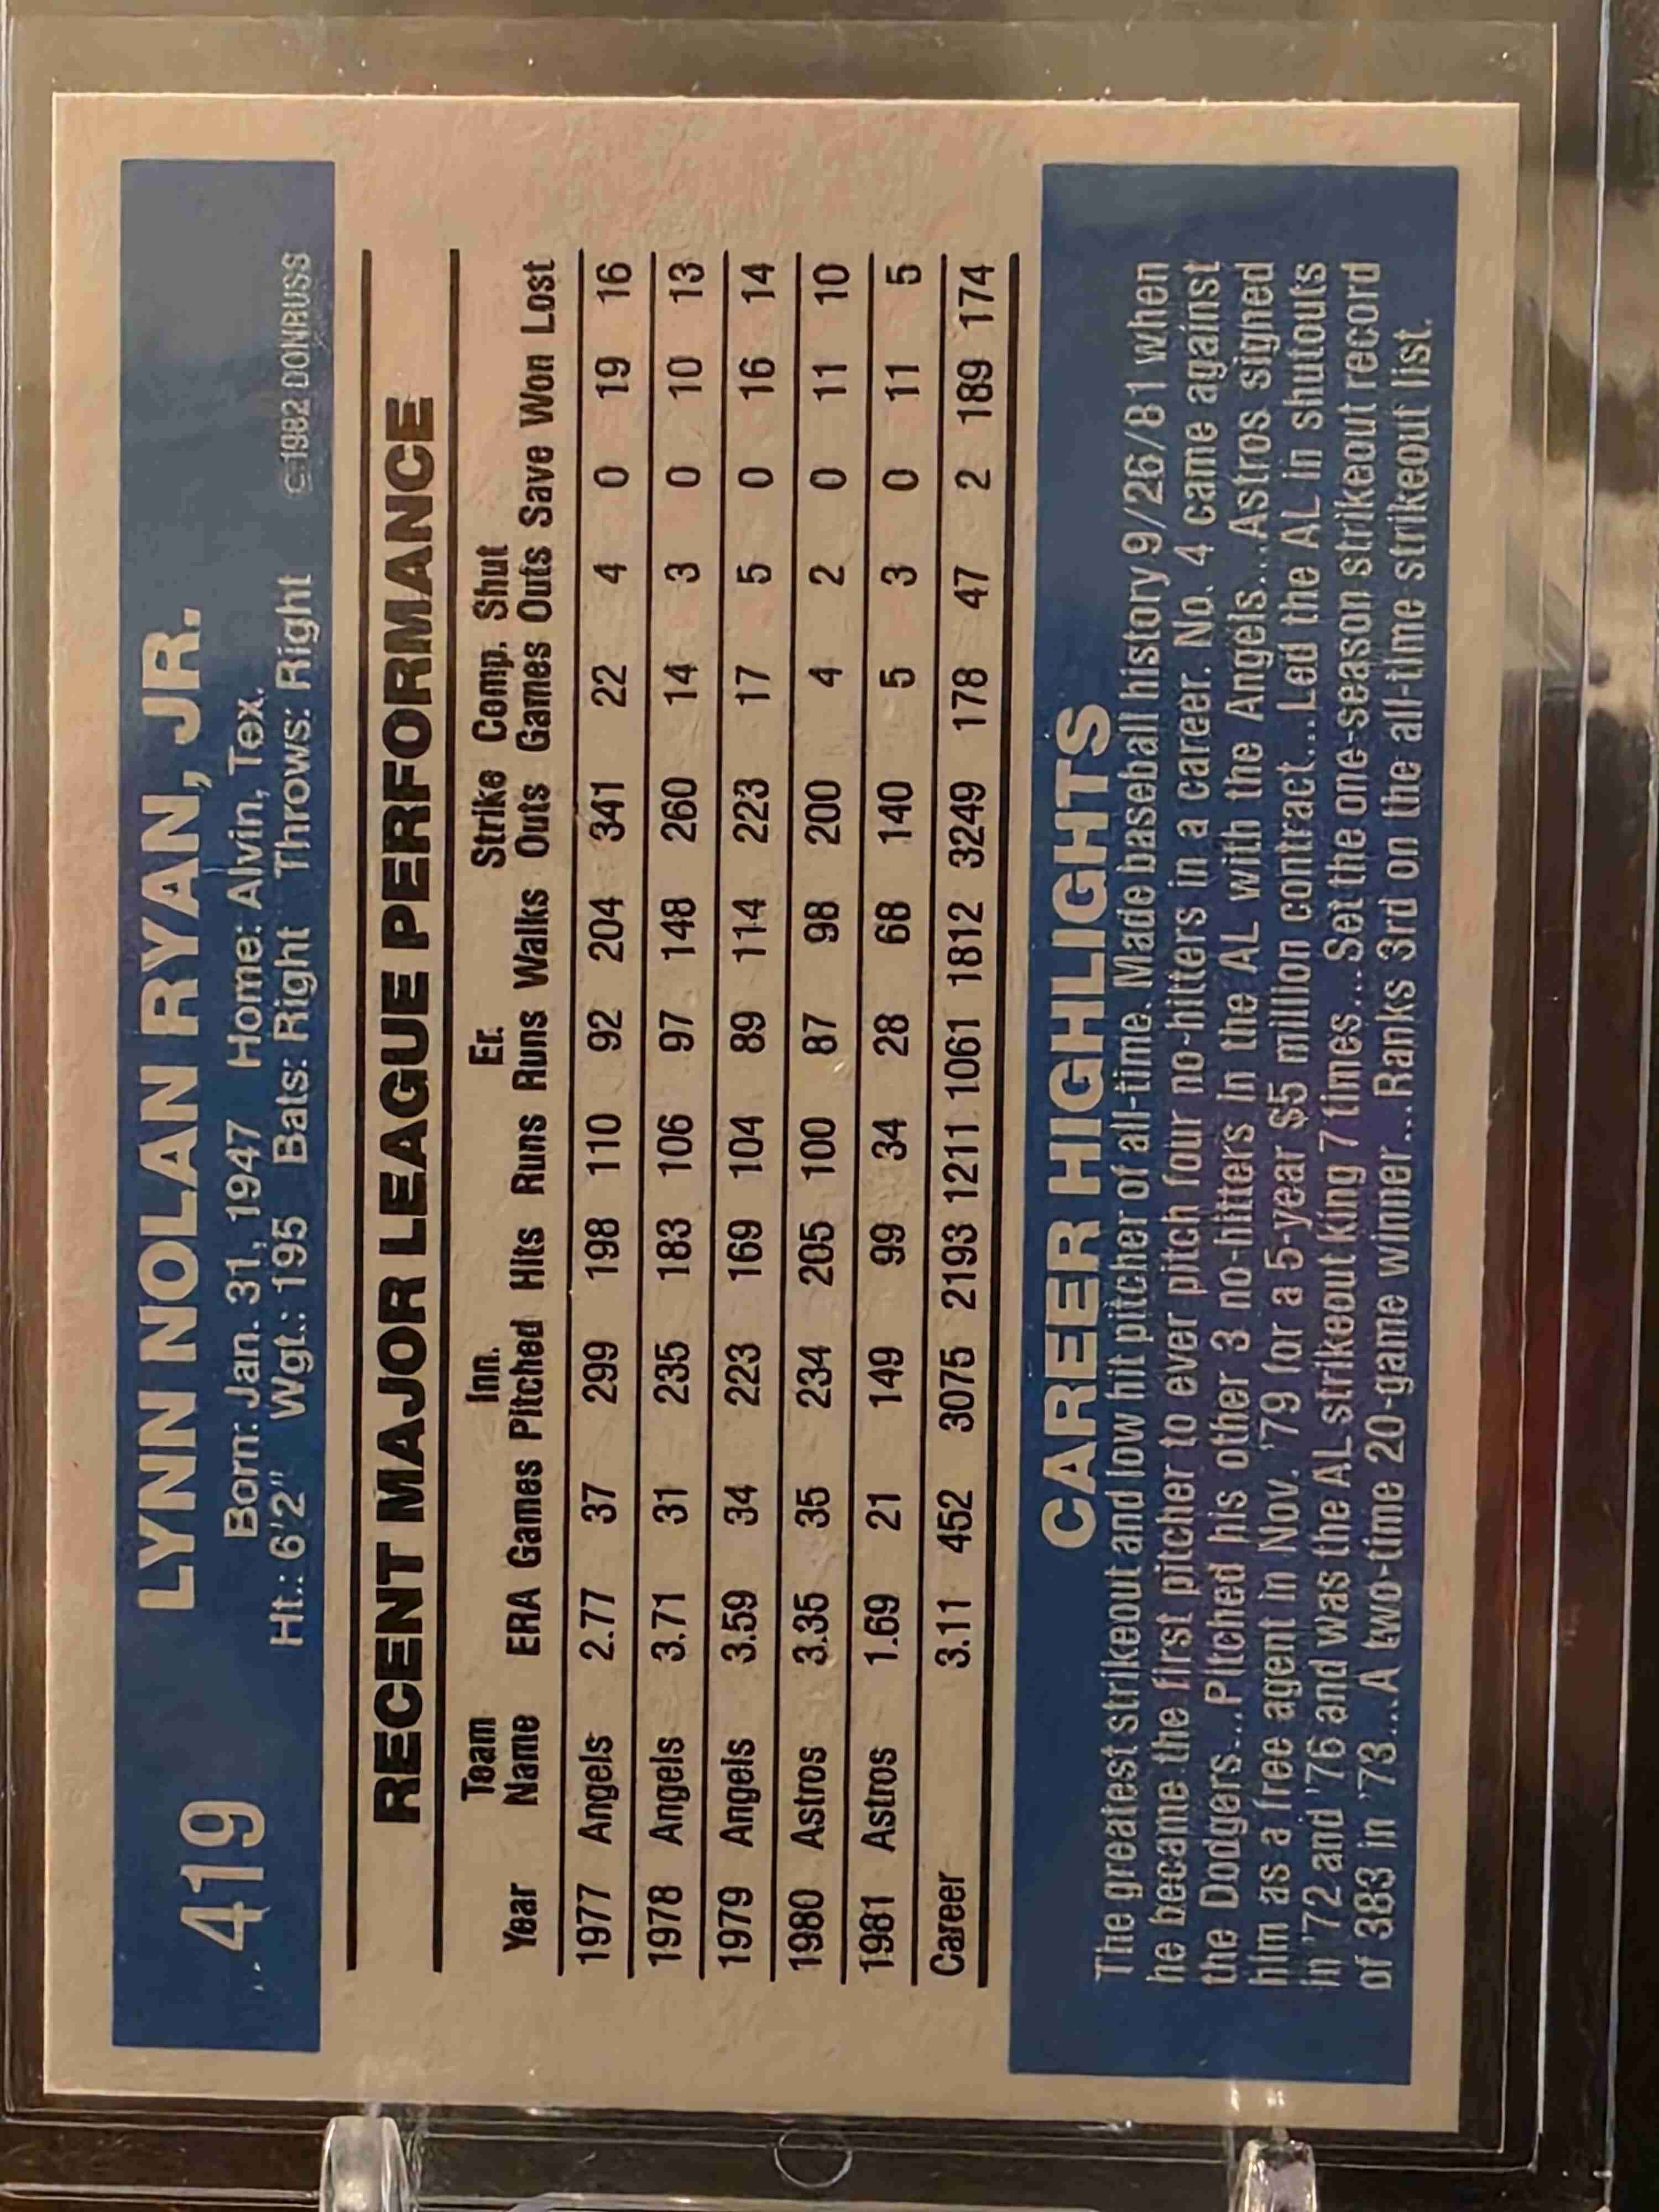 419
LYNN NOLAN RYAN, JR.
Born: Jan. 31, 1947 Home: Alvin, Tex.
Ht.: 6'2" Wgt.: 195 Bats: Right Throws: Right © 1982 DONRUSS
RECENT MAJOR LEAGUE PERFORMANCE
Team Inn. Er. Strike Comp. Shut
Year Name ERA Games Pitched Hits Runs Runs Walks Outs Games Outs Save Won Lost
1977 Angels 2.77 37 299 198 110 92 204 341 22 4 0 19 16
1978 Angels 3.71 31 235 183 106 97 148 260 14 3 0 10 13
1979 Angels 3.59 34 223 169 104 89 114 223 17 5 0 16 14
1980 Astros 3.35 35 234 205 100 87 98 200 4 2 0 11 10
1981 Astros 1.69 21 149 99 34 28 68 140 5 3 0 11 5
Career 3.11 452 3075 2193 1211 1061 1812 3249 178 47 2 189 174
CAREER HIGHLIGHTS
The greatest strikeout and low hit pitcher of all-time. Made baseball history 9/26/81 when
he became the first pitcher to ever pitch four no-hitters in a career. No. 4 came against
the Dodgers...Pitched his other 3 no-hitters in the AL with the Angels...Astros signed
him as a free agent in Nov. '79 for a 5-year $5 million contract...Led the AL in shutouts
in '72 and '76 and was the AL strikeout king 7 times...Set the one-season strikeout record
of 383 in '73...A two-time 20-game winner...Ranks 3rd on the all-time strikeout list.